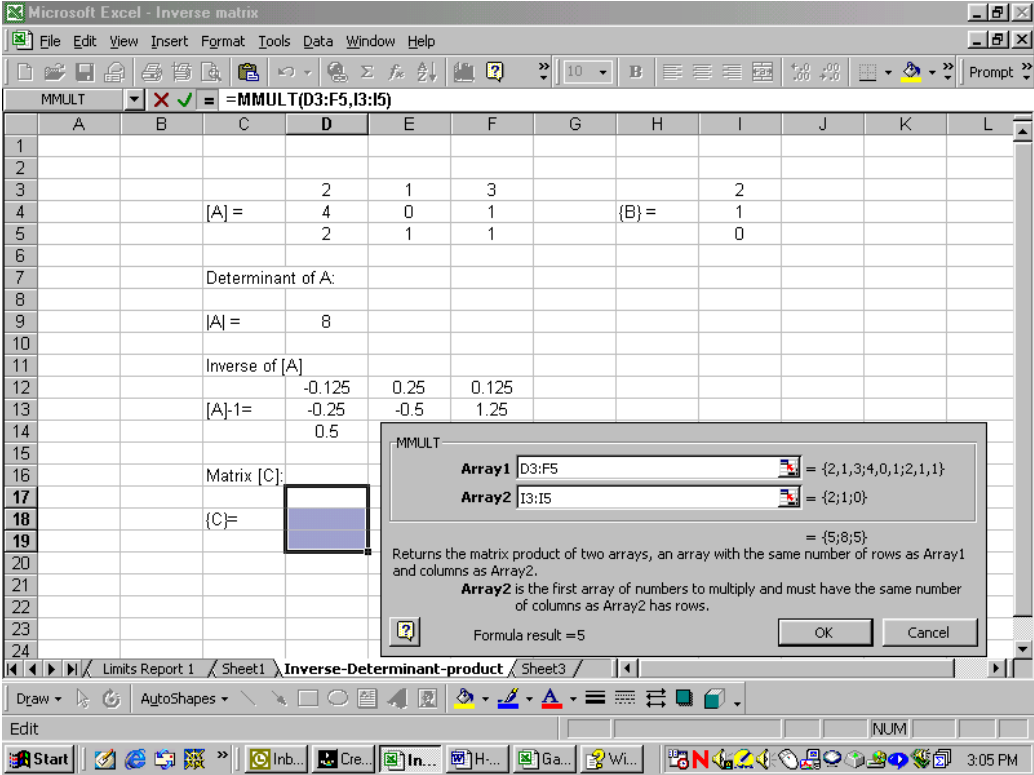 Microsoft Excel - Inverse matrix
File Edit View Insert Format Tools Data Window Help
10 B Prompt
MMULT =MMULT(D3:F5,I3:I5)
A B C D E F G H I J K L
1
2
3 2 1 3 2
4 [A] = 4 0 1 {B} = 1
5 2 1 1 0
6
7 Determinant of A:
8
9 |A| = 8
10
11 Inverse of [A]
12 -0.125 0.25 0.125
13 [A]-1= -0.25 -0.5 1.25
14 0.5
15
16 Matrix [C]:
17
18 {C}=
19
20
21
22
23
24
MMULT
Array1 D3:F5 = {2,1,3;4,0,1;2,1,1}
Array2 I3:I5 = {2;1;0}
= {5;8;5}
Returns the matrix product of two arrays, an array with the same number of rows as Array1
and columns as Array2.
Array2 is the first array of numbers to multiply and must have the same number
of columns as Array2 has rows.
Formula result =5
OK Cancel
Limits Report 1 Sheet1 Inverse-Determinant-product Sheet3
Draw AutoShapes
Edit NUM
Start Inb... Cre... In... H-... Ga... Wi... 3:05 PM